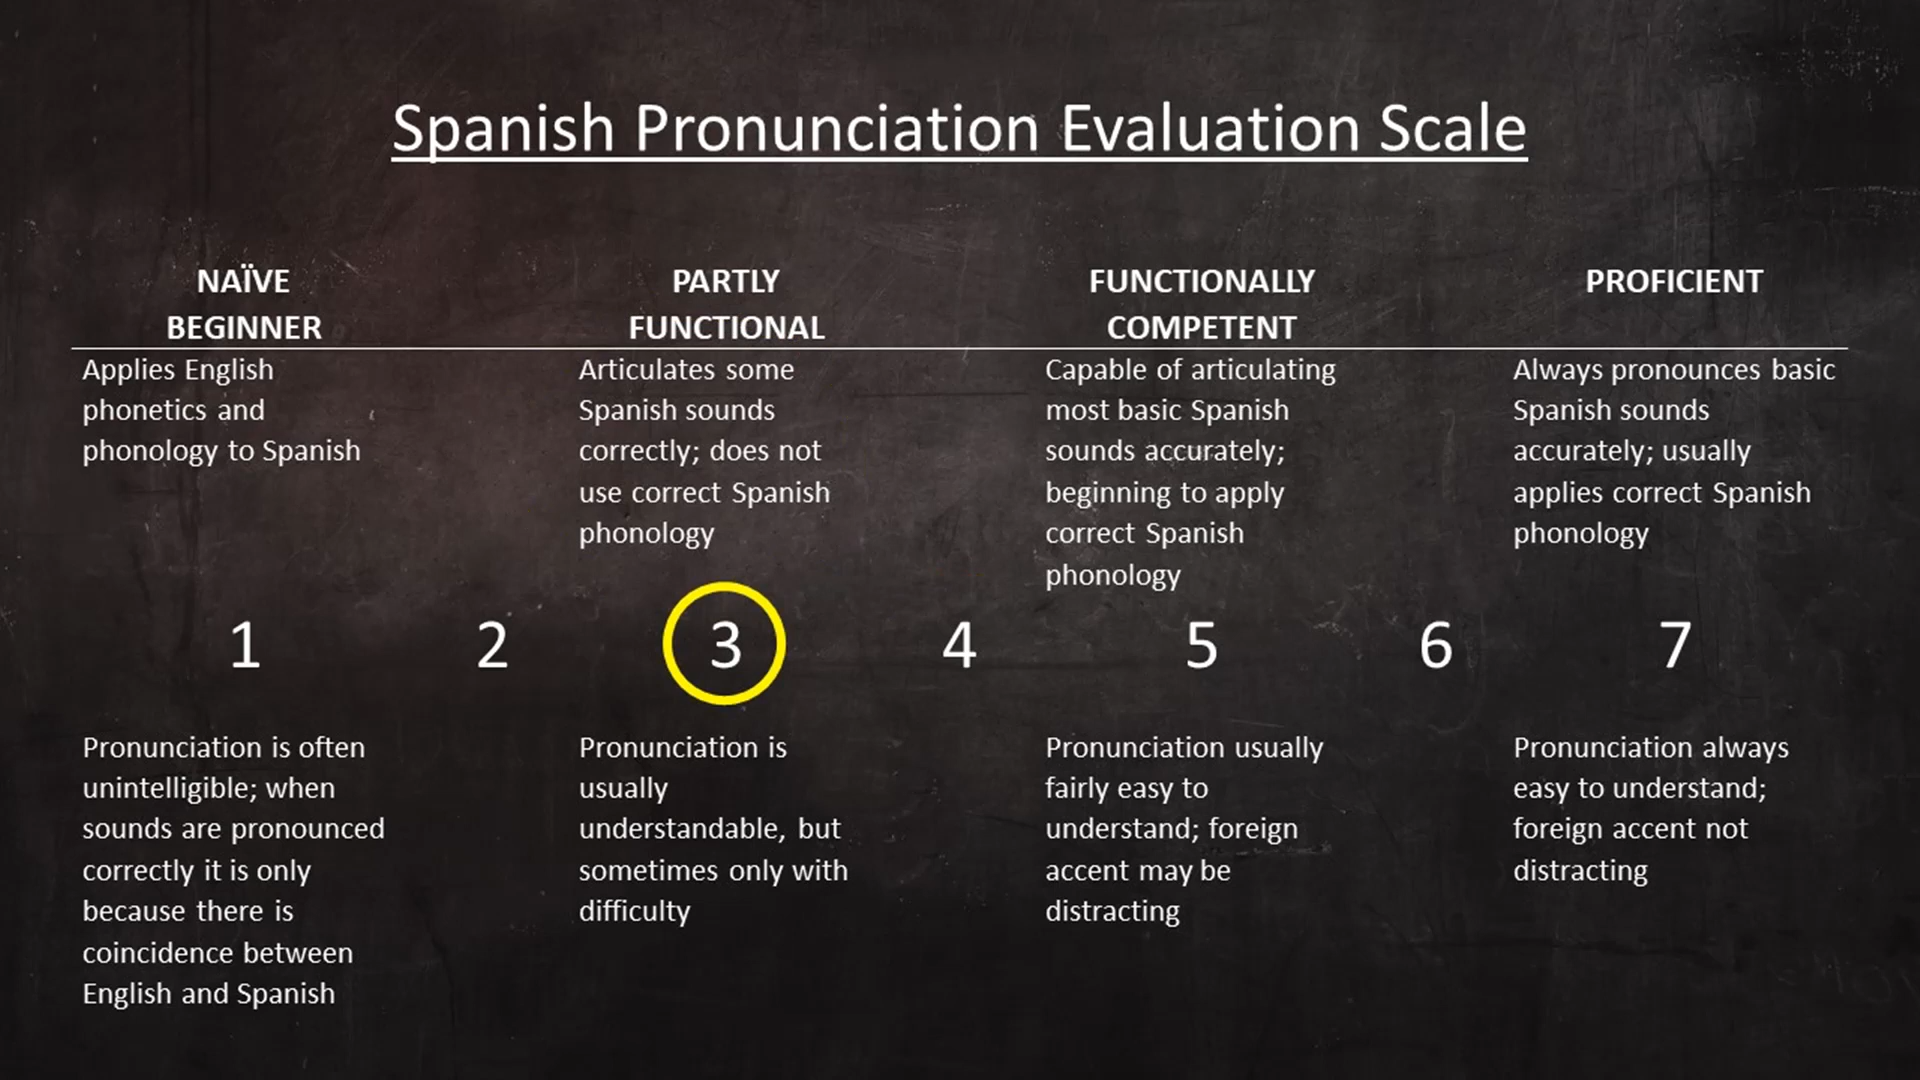 Spanish Pronunciation Evaluation Scale
NAÏVE
BEGINNER
Applies English
phonetics and
phonology to Spanish
PARTLY
FUNCTIONAL
Articulates some
Spanish sounds
correctly; does not
use correct Spanish
phonology
FUNCTIONALLY
COMPETENT
Capable of articulating
most basic Spanish
sounds accurately;
beginning to apply
correct Spanish
phonology
PROFICIENT
Always pronounces basic
Spanish sounds
accurately; usually
applies correct Spanish
phonology
1 2 3 4 5 6 7
Pronunciation is often
unintelligible; when
sounds are pronounced
correctly it is only
because there is
coincidence between
English and Spanish
Pronunciation is
usually
understandable, but
sometimes only with
difficulty
Pronunciation usually
fairly easy to
understand; foreign
accent may be
distracting
Pronunciation always
easy to understand;
foreign accent not
distracting